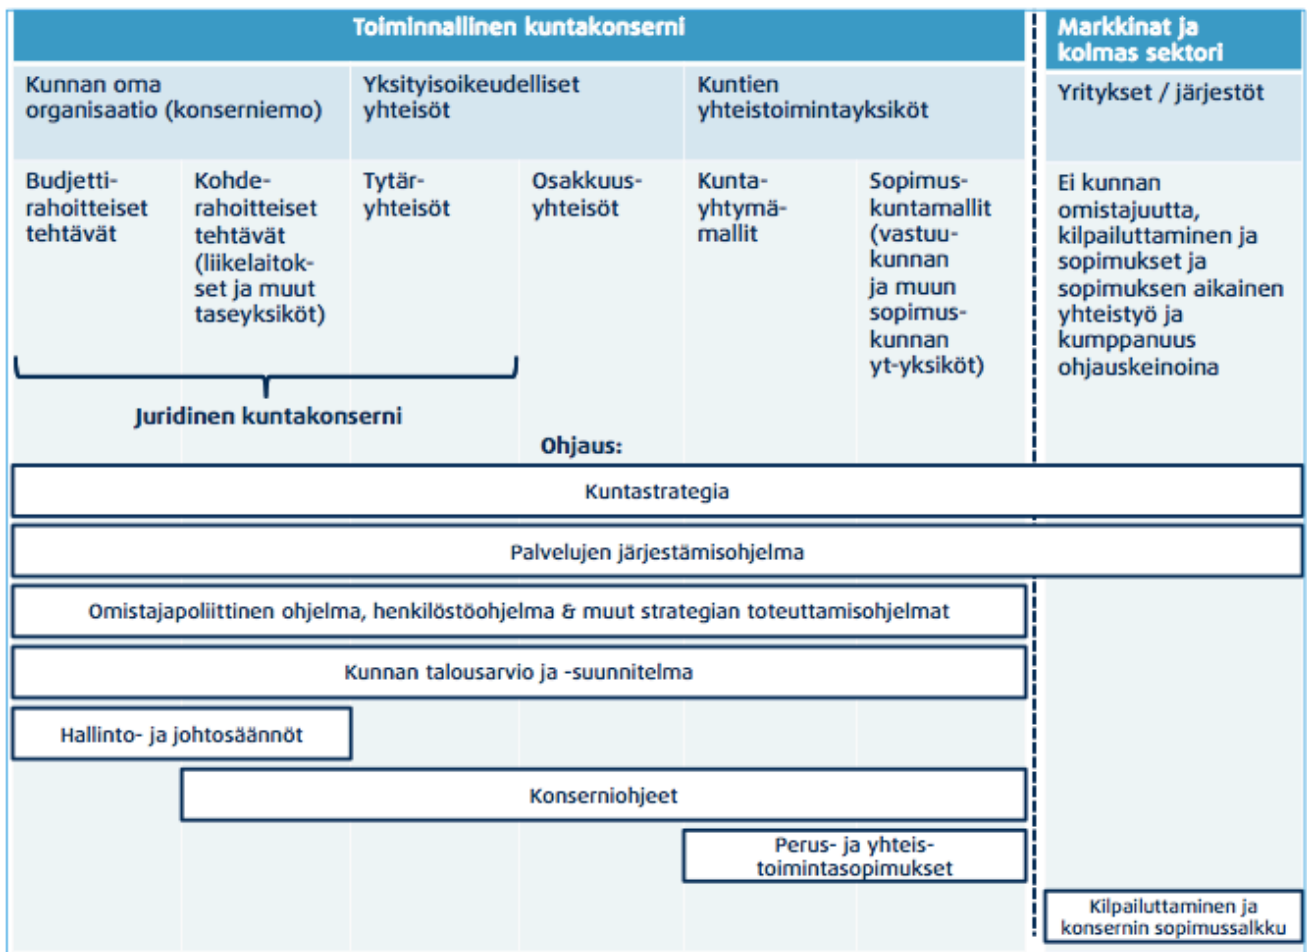 Toiminnallinen kuntakonserni
Markkinat ja
kolmas sektori
Kunnan oma
organisaatio (konserniemo)
Yksityisoikeudelliset
yhteisöt
Kuntien
yhteistoimintayksiköt
Yritykset / järjestöt
Budjetti-
rahoitteiset
tehtävät
Kohde-
rahoitteiset
tehtävät
(liikelaitok-
set ja muut
taseyksiköt)
Tytär-
yhteisöt
Osakkuus-
yhteisöt
Kunta-
yhtymä-
mallit
Sopimus-
kuntamallit
(vastuu-
kunnan
ja muun
sopimus-
kunnan
yt-yksiköt)
Ei kunnan
omistajuutta,
kilpailuttaminen ja
sopimukset ja
sopimuksen aikainen
yhteistyö ja
kumppanuus
ohjauskeinoina
Juridinen kuntakonserni
Ohjaus:
Kuntastrategia
Palvelujen järjestämisohjelma
Omistajapoliittinen ohjelma, henkilöstöohjelma & muut strategian toteuttamisohjelmat
Kunnan talousarvio ja -suunnitelma
Hallinto- ja johtosäännöt
Konserniohjeet
Perus- ja yhteis-
toimintasopimukset
Kilpailuttaminen ja
konsernin sopimussalkku